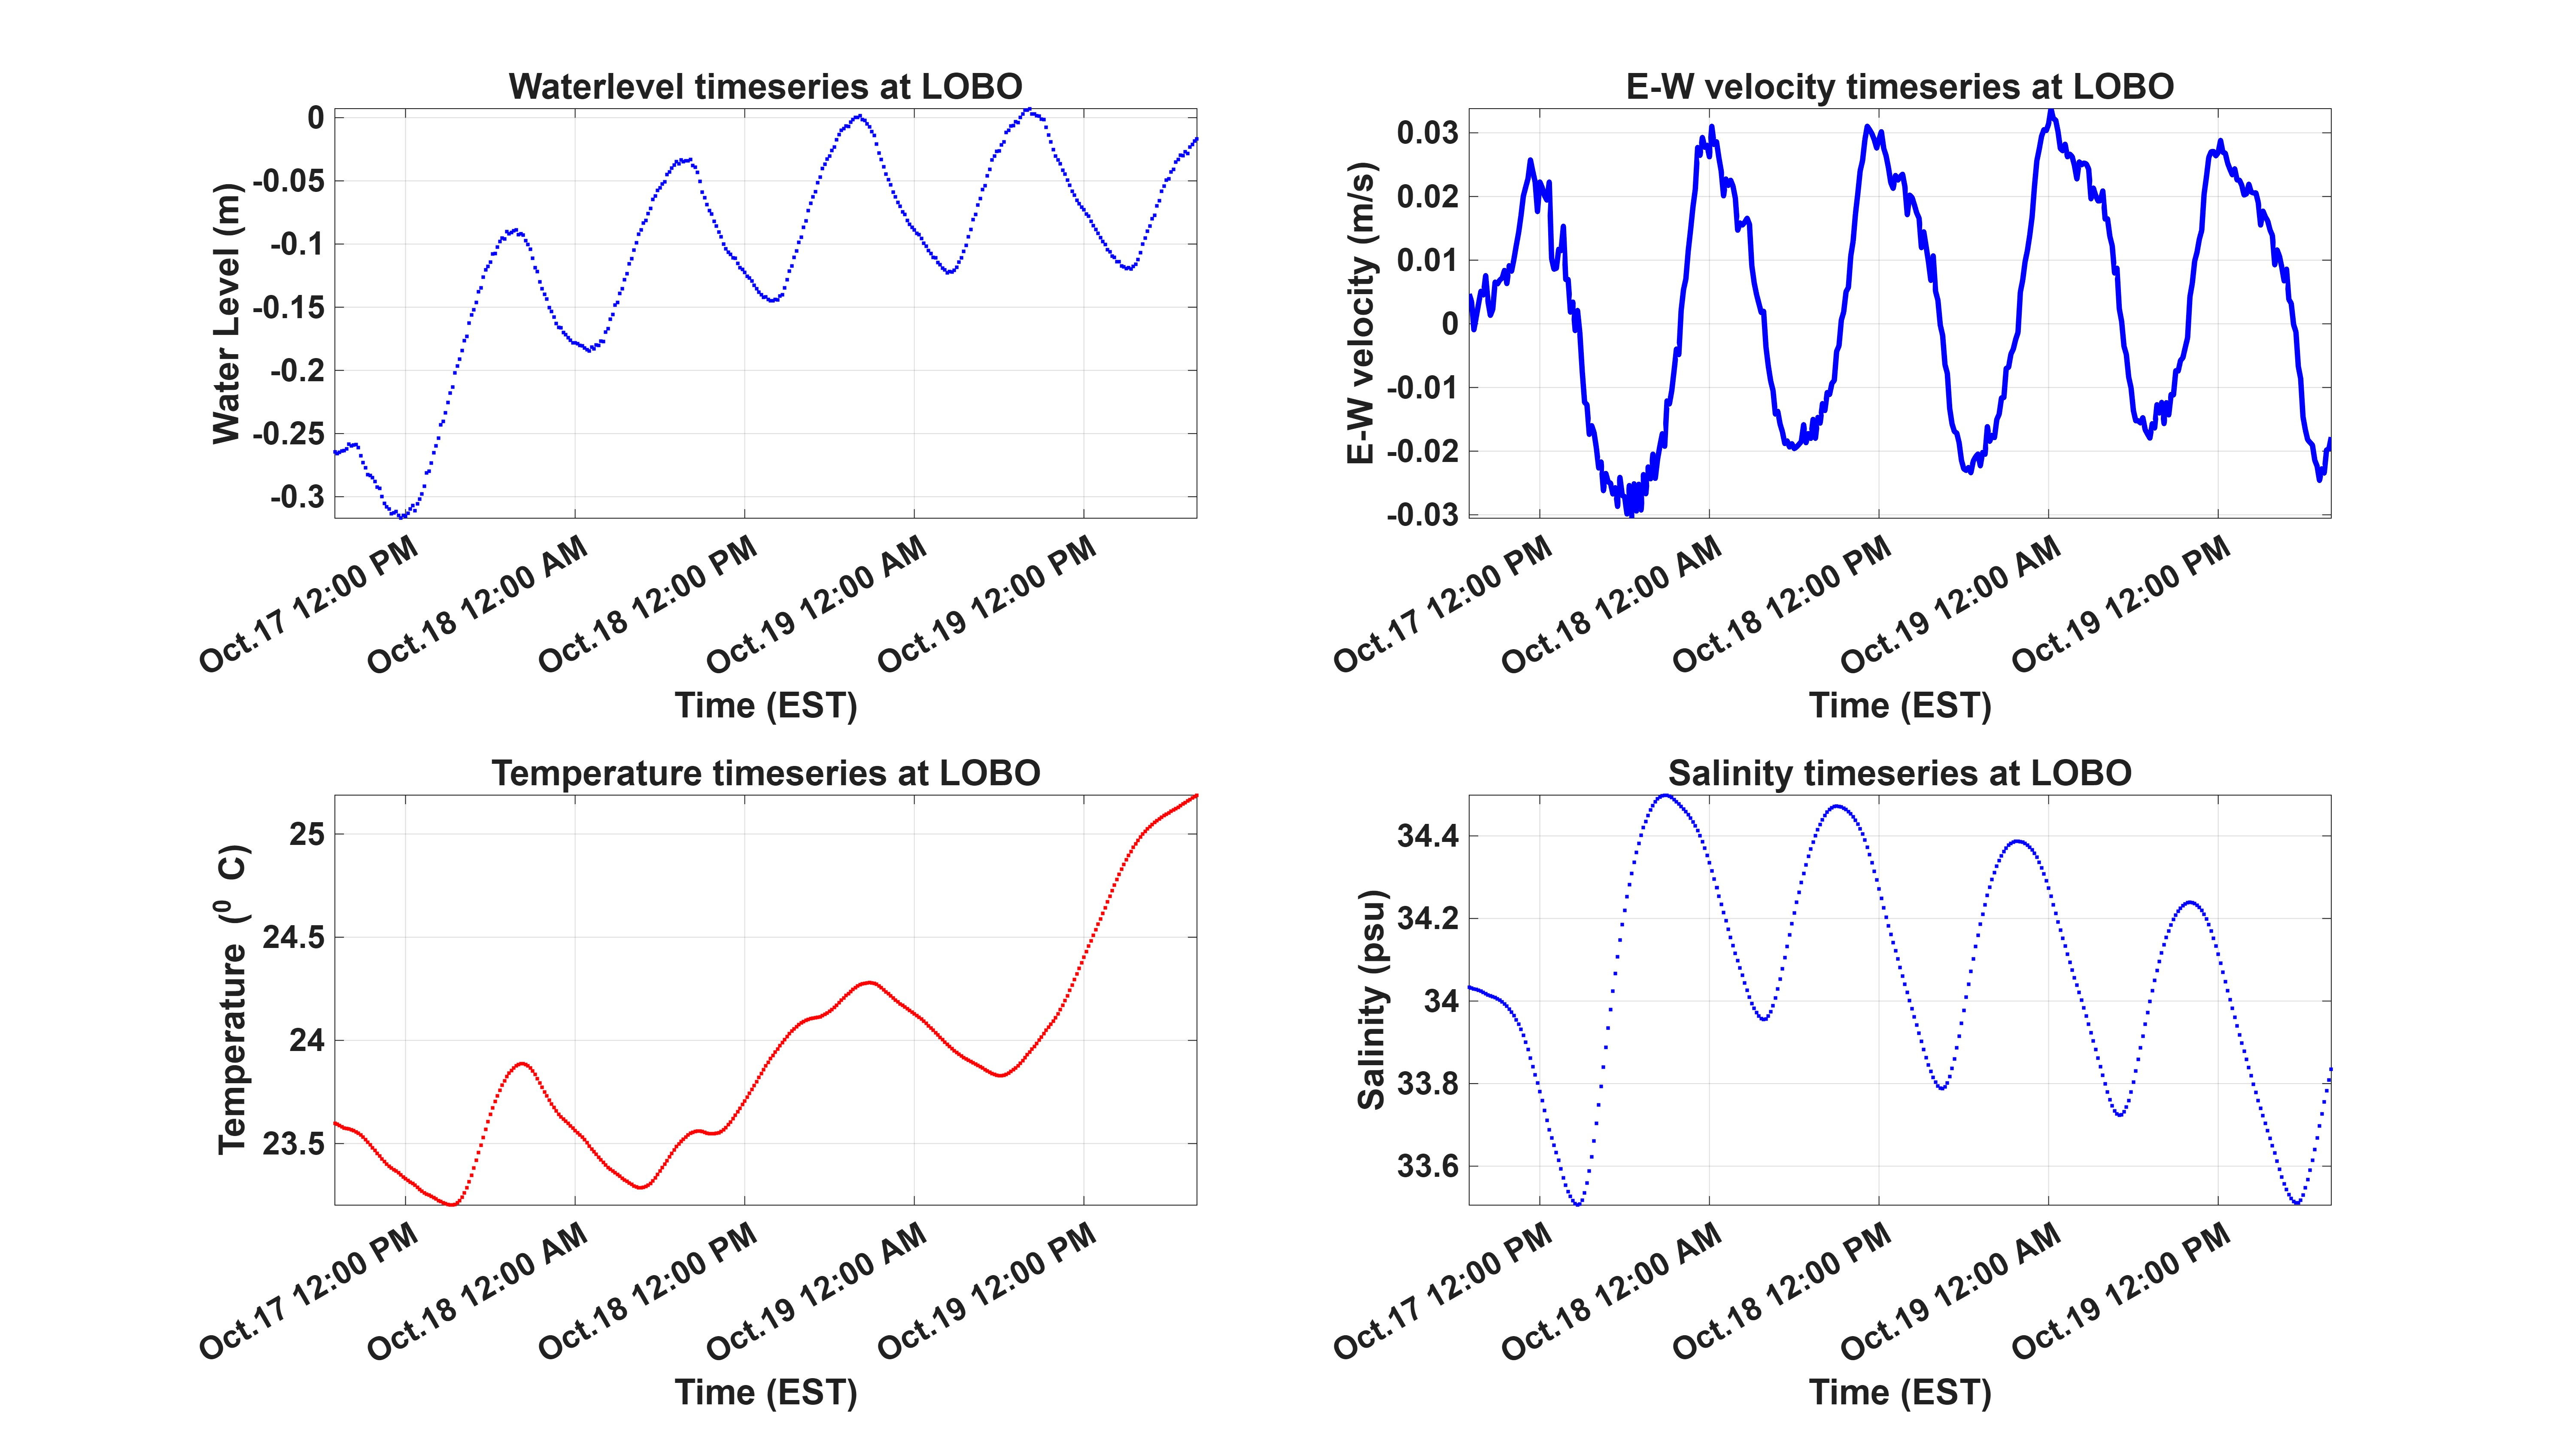 Waterlevel timeseries at LOBO
Water Level (m)
0
-0.05
-0.1
-0.15
-0.2
-0.25
-0.3
Oct.17 12:00 PM
Oct.18 12:00 AM
Oct.18 12:00 PM
Oct.19 12:00 AM
Oct.19 12:00 PM
Time (EST)
E-W velocity timeseries at LOBO
E-W velocity (m/s)
0.03
0.02
0.01
0
-0.01
-0.02
-0.03
Oct.17 12:00 PM
Oct.18 12:00 AM
Oct.18 12:00 PM
Oct.19 12:00 AM
Oct.19 12:00 PM
Time (EST)
Temperature timeseries at LOBO
Temperature (⁰ C)
25
24.5
24
23.5
Oct.17 12:00 PM
Oct.18 12:00 AM
Oct.18 12:00 PM
Oct.19 12:00 AM
Oct.19 12:00 PM
Time (EST)
Salinity timeseries at LOBO
Salinity (psu)
34.4
34.2
34
33.8
33.6
Oct.17 12:00 PM
Oct.18 12:00 AM
Oct.18 12:00 PM
Oct.19 12:00 AM
Oct.19 12:00 PM
Time (EST)